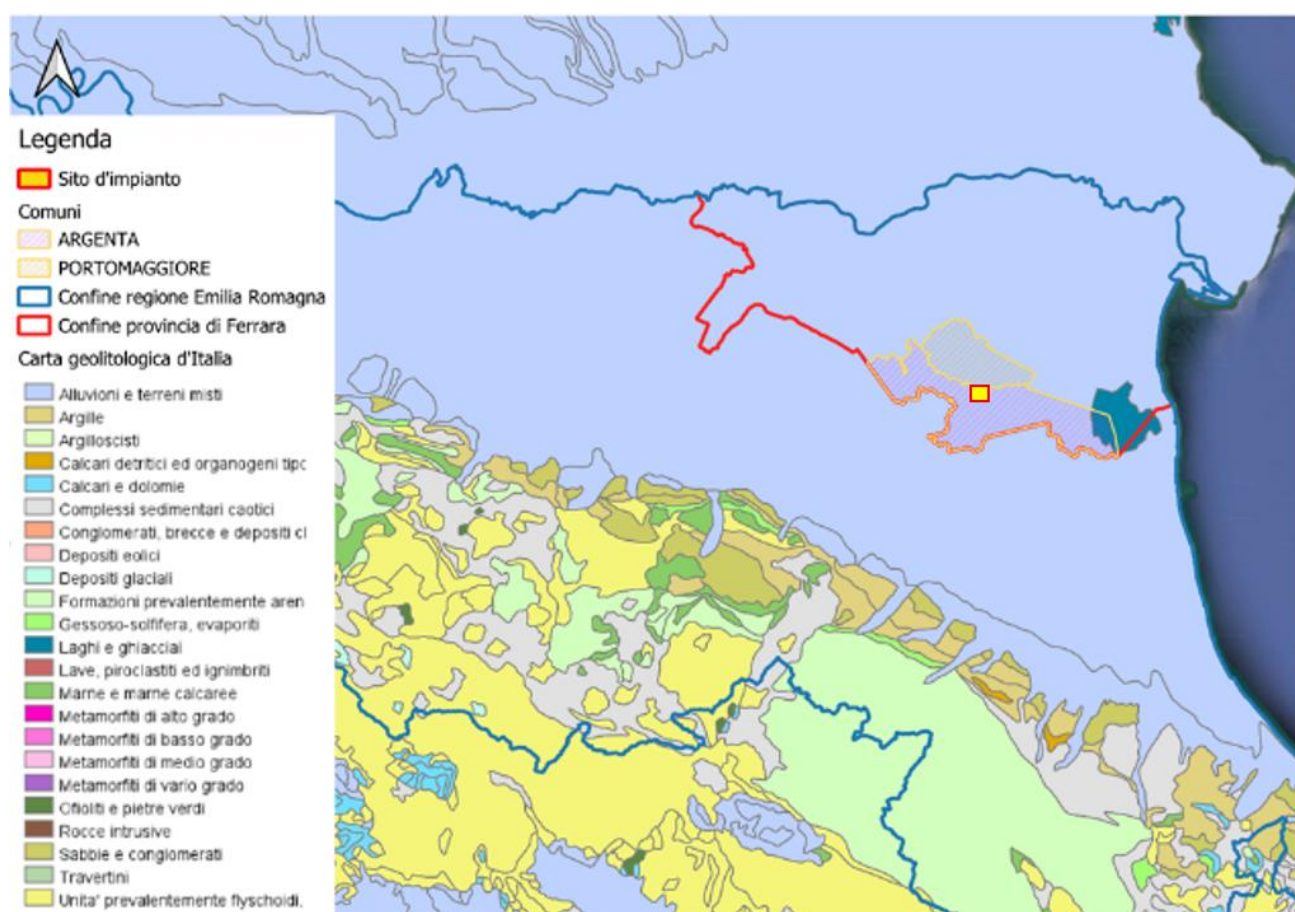 Legenda
Sito d'impianto
Comuni
ARGENTA
PORTOMAGGIORE
Confine regione Emilia Romagna
Confine provincia di Ferrara
Carta geolitologica d'Italia
Alluvioni e terreni misti
Argille
Argilloscisti
Calcari detritici ed organogeni tipo
Calcari e dolomie
Complessi sedimentari caotici
Conglomerati, brecce e depositi cl
Depositi eolici
Depositi glaciali
Formazioni prevalentemente aren
Gessoso-solfifera, evaporiti
Laghi e ghiacciai
Lave, piroclastiti ed ignimbriti
Marne e marne calcaree
Metamorfiti di alto grado
Metamorfiti di basso grado
Metamorfiti di medio grado
Metamorfiti di vario grado
Ofioliti e pietre verdi
Rocce intrusive
Sabbie e conglomerati
Travertini
Unita' prevalentemente flyschoidi,